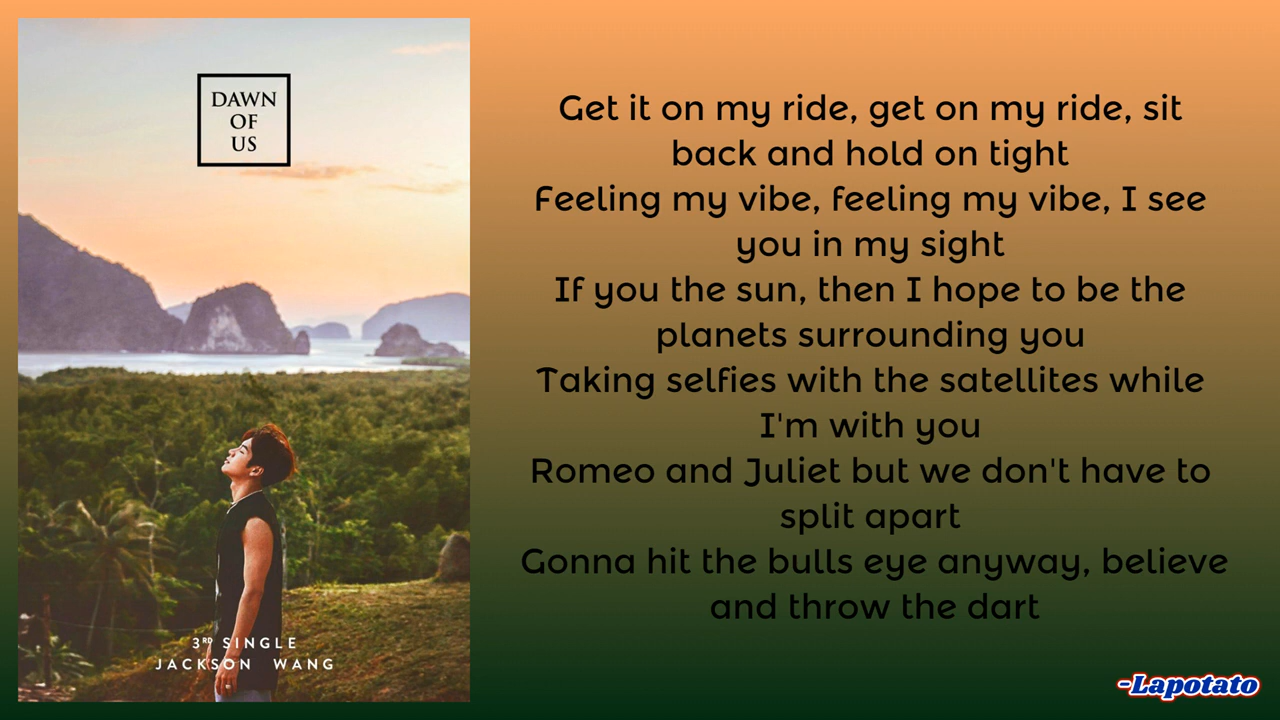 DAWN
OF
US
3RD SINGLE
JACKSON WANG
Get it on my ride, get on my ride, sit
back and hold on tight
Feeling my vibe, feeling my vibe, I see
you in my sight
If you the sun, then I hope to be the
planets surrounding you
Taking selfies with the satellites while
I'm with you
Romeo and Juliet but we don't have to
split apart
Gonna hit the bulls eye anyway, believe
and throw the dart
-Lapotato